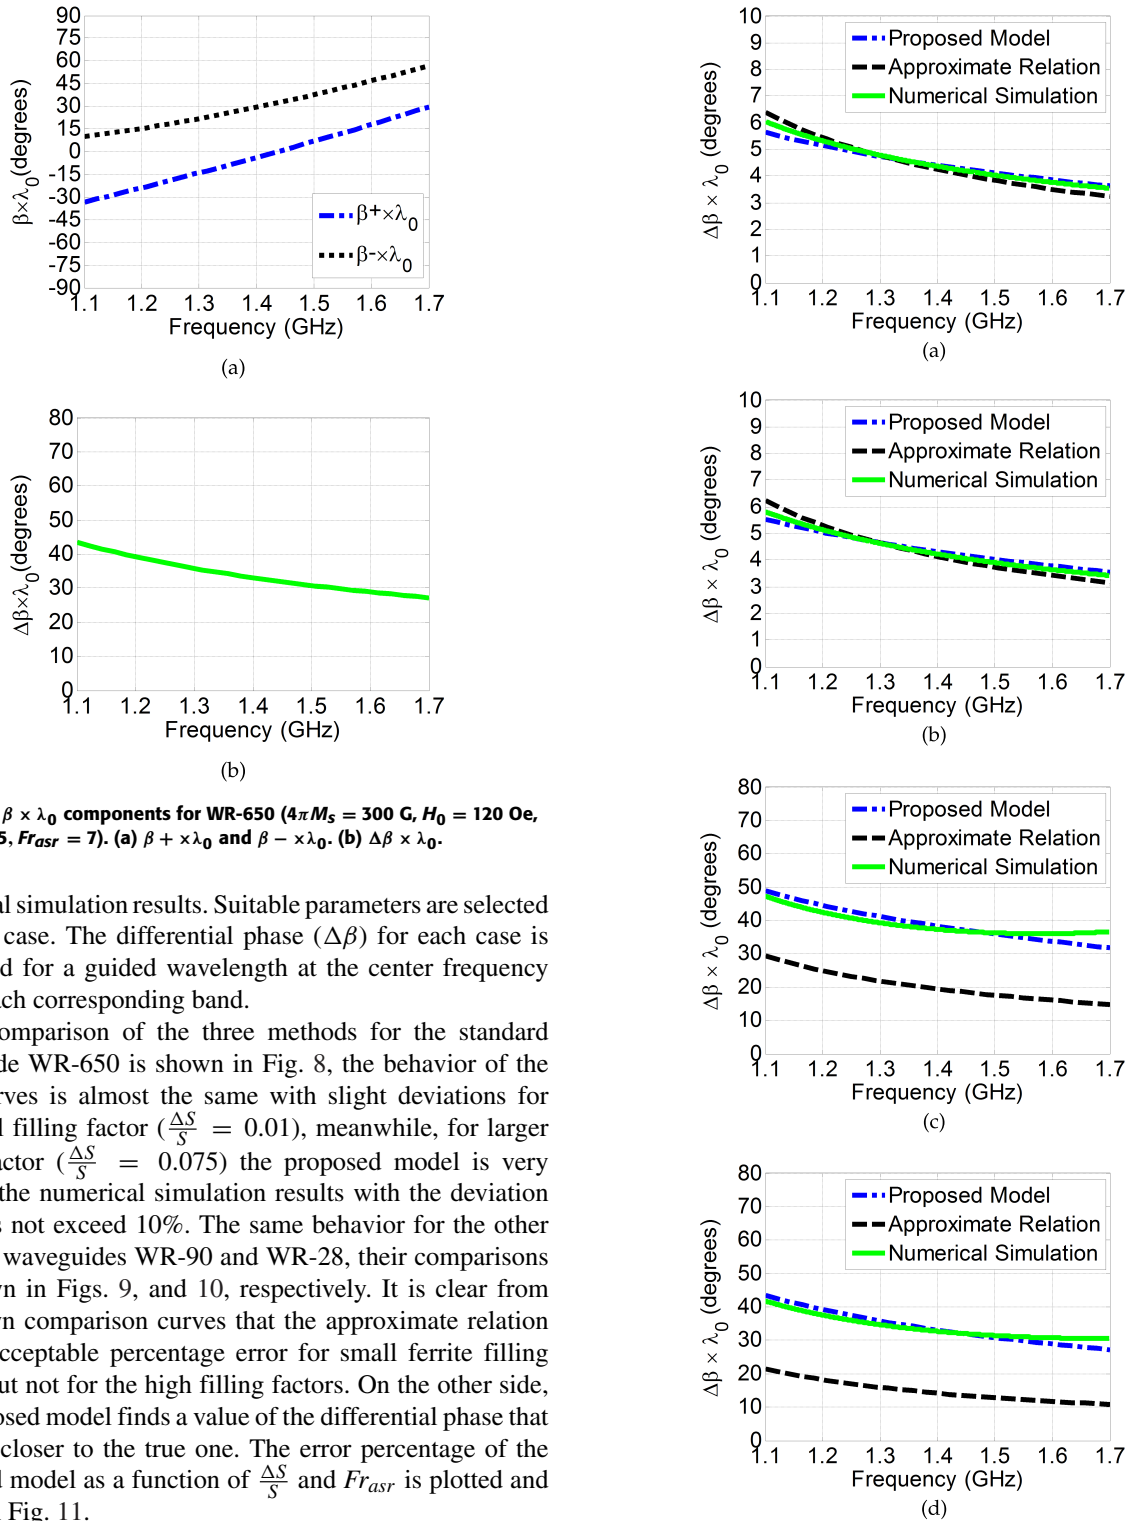 90
75
60
45
30
15
0
-15
-30
-45
-60
-75
-90
β×λ0(degrees)
β+×λ0
β-×λ0
1.1 1.2 1.3 1.4 1.5 1.6 1.7
Frequency (GHz)
(a)
80
70
60
50
40
30
20
10
0
Δβ×λ0(degrees)
1.1 1.2 1.3 1.4 1.5 1.6 1.7
Frequency (GHz)
(b)
β × λ0 components for WR-650 (4πMs = 300 G, H0 = 120 Oe,
5, Frasr = 7). (a) β + ×λ0 and β − ×λ0. (b) Δβ × λ0.
al simulation results. Suitable parameters are selected
case. The differential phase (Δβ) for each case is
d for a guided wavelength at the center frequency
ach corresponding band.
omparison of the three methods for the standard
de WR-650 is shown in Fig. 8, the behavior of the
rves is almost the same with slight deviations for
l filling factor (ΔS/S = 0.01), meanwhile, for larger
actor (ΔS/S = 0.075) the proposed model is very
the numerical simulation results with the deviation
s not exceed 10%. The same behavior for the other
waveguides WR-90 and WR-28, their comparisons
vn in Figs. 9, and 10, respectively. It is clear from
vn comparison curves that the approximate relation
acceptable percentage error for small ferrite filling
ut not for the high filling factors. On the other side,
osed model finds a value of the differential phase that
closer to the true one. The error percentage of the
d model as a function of ΔS/S and Frasr is plotted and
Fig. 11.
10
9
8
7
6
5
4
3
2
1
0
Δβ × λ0 (degrees)
Proposed Model
Approximate Relation
Numerical Simulation
1.1 1.2 1.3 1.4 1.5 1.6 1.7
Frequency (GHz)
(a)
10
9
8
7
6
5
4
3
2
1
0
Δβ × λ0 (degrees)
Proposed Model
Approximate Relation
Numerical Simulation
1.1 1.2 1.3 1.4 1.5 1.6 1.7
Frequency (GHz)
(b)
80
70
60
50
40
30
20
10
0
Δβ × λ0 (degrees)
Proposed Model
Approximate Relation
Numerical Simulation
1.1 1.2 1.3 1.4 1.5 1.6 1.7
Frequency (GHz)
(c)
80
70
60
50
40
30
20
10
0
Δβ × λ0 (degrees)
Proposed Model
Approximate Relation
Numerical Simulation
1.1 1.2 1.3 1.4 1.5 1.6 1.7
Frequency (GHz)
(d)